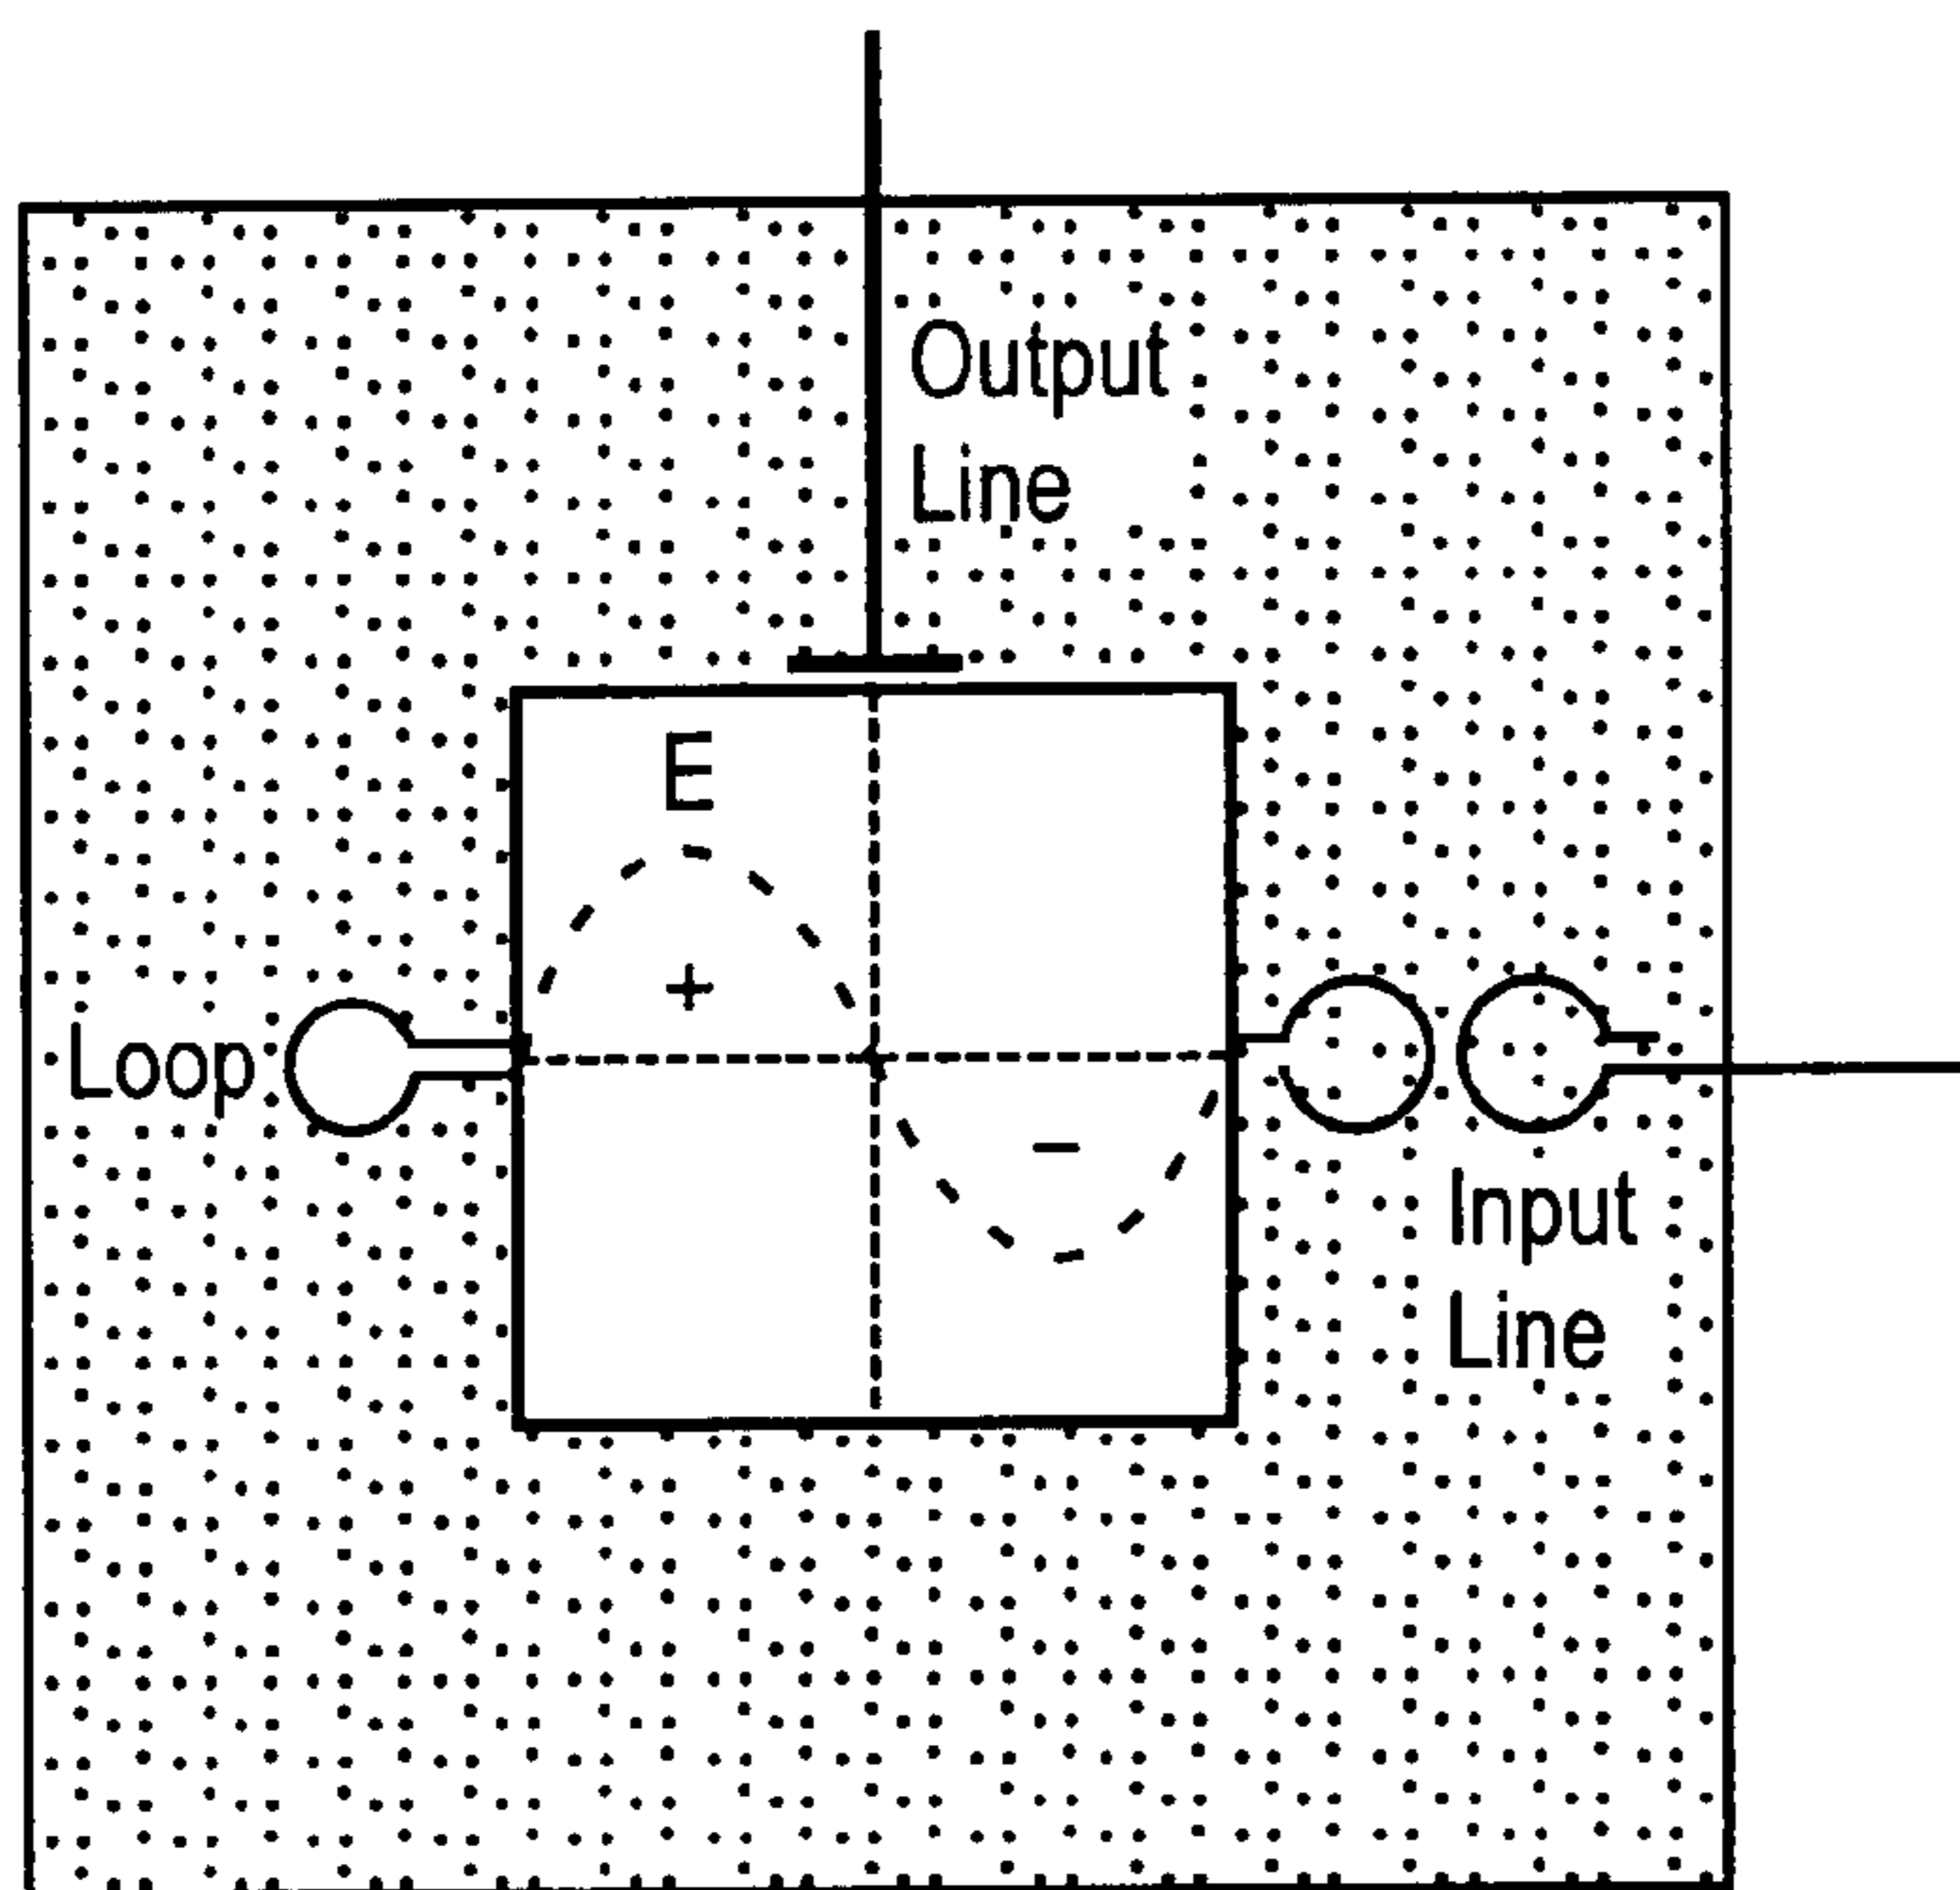 Output
Line
E
+
Loop
−
Input
Line